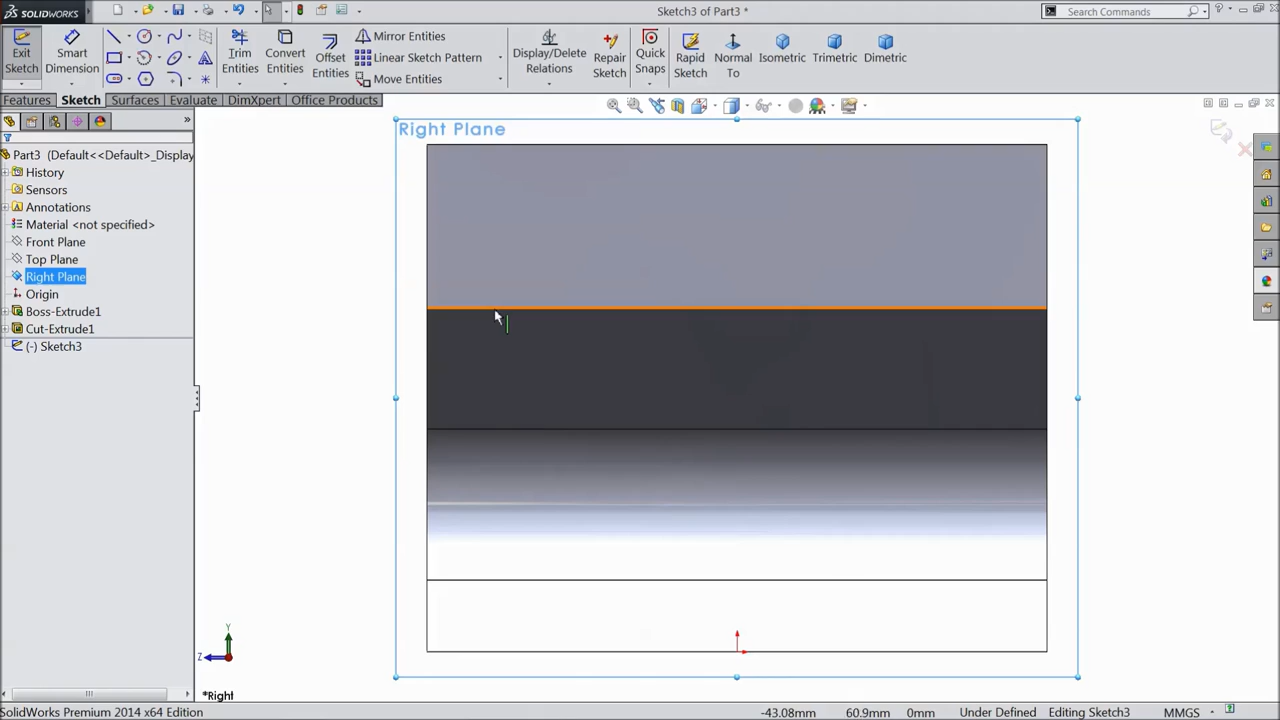 SOLIDWORKS
Sketch3 of Part3 *
Search Commands
Exit Sketch
Smart Dimension
Trim Entities
Convert Entities
Offset Entities
Mirror Entities
Linear Sketch Pattern
Move Entities
Display/Delete Relations
Repair Sketch
Quick Snaps
Rapid Sketch
Normal To
Isometric
Trimetric
Dimetric
Features
Sketch
Surfaces
Evaluate
DimXpert
Office Products
Part3 (Default<<Default>_Display
History
Sensors
Annotations
Material <not specified>
Front Plane
Top Plane
Right Plane
Origin
Boss-Extrude1
Cut-Extrude1
(-) Sketch3
Right Plane
Y
Z
*Right
SolidWorks Premium 2014 x64 Edition
-43.08mm
60.9mm
0mm
Under Defined
Editing Sketch3
MMGS